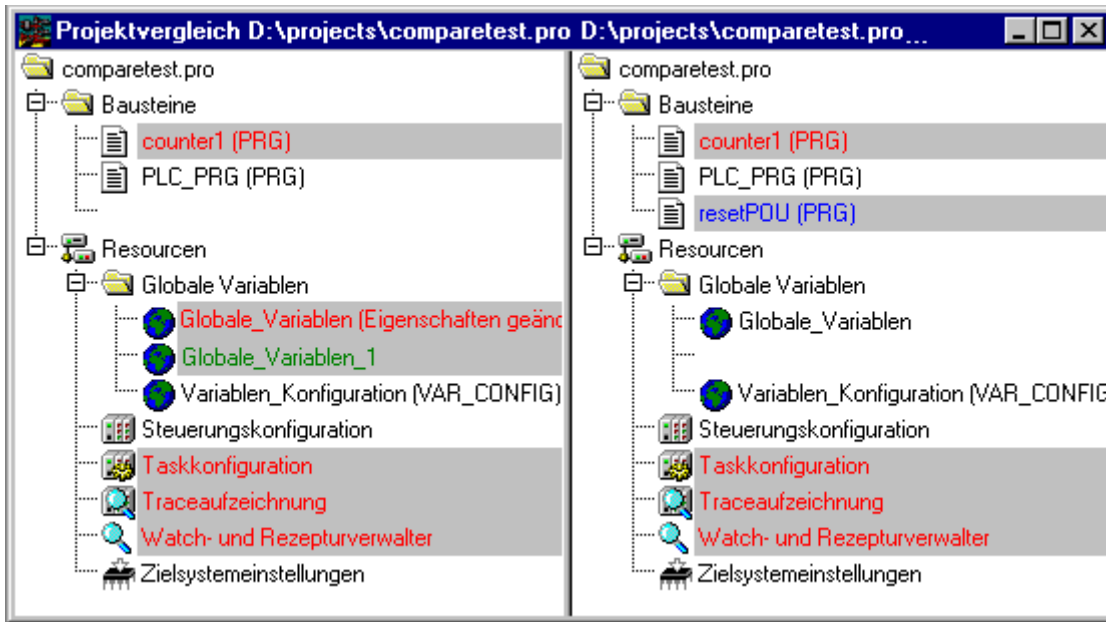 Projektvergleich D:\projects\comparetest.pro D:\projects\comparetest.pro...
comparetest.pro
Bausteine
counter1 (PRG)
PLC_PRG (PRG)
Resourcen
Globale Variablen
Globale_Variablen (Eigenschaften geänd
Globale_Variablen_1
Variablen_Konfiguration (VAR_CONFIG)
Steuerungskonfiguration
Taskkonfiguration
Traceaufzeichnung
Watch- und Rezepturverwalter
Zielsystemeinstellungen
comparetest.pro
Bausteine
counter1 (PRG)
PLC_PRG (PRG)
resetPOU (PRG)
Resourcen
Globale Variablen
Globale_Variablen
Variablen_Konfiguration (VAR_CONFIG
Steuerungskonfiguration
Taskkonfiguration
Traceaufzeichnung
Watch- und Rezepturverwalter
Zielsystemeinstellungen